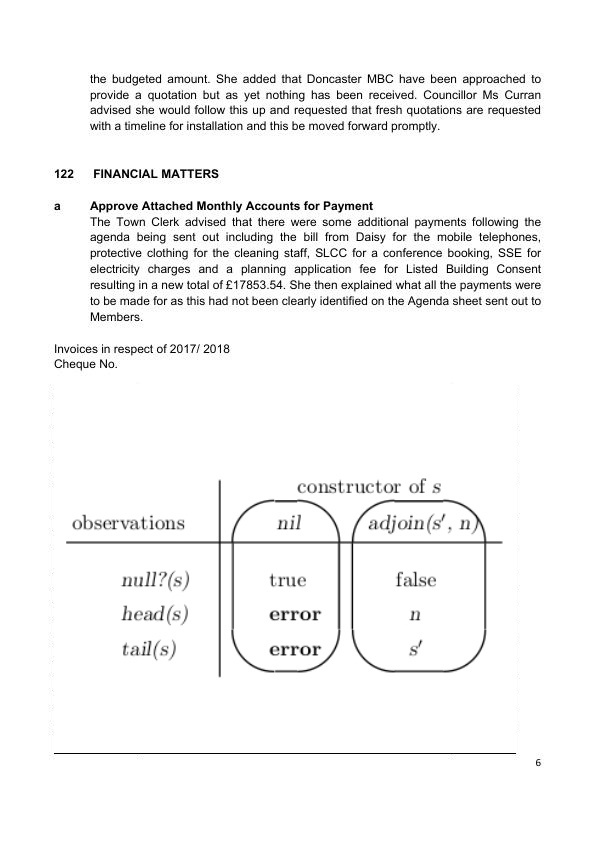 the budgeted amount. She added that Doncaster MBC have been approached to
provide a quotation but as yet nothing has been received. Councillor Ms Curran
advised she would follow this up and requested that fresh quotations are requested
with a timeline for installation and this be moved forward promptly.
122 FINANCIAL MATTERS
a Approve Attached Monthly Accounts for Payment
The Town Clerk advised that there were some additional payments following the
agenda being sent out including the bill from Daisy for the mobile telephones,
protective clothing for the cleaning staff, SLCC for a conference booking, SSE for
electricity charges and a planning application fee for Listed Building Consent
resulting in a new total of £17853.54. She then explained what all the payments were
to be made for as this had not been clearly identified on the Agenda sheet sent out to
Members.
Invoices in respect of 2017/ 2018
Cheque No.
constructor of s
observations nil adjoin(s′, n)
null?(s) true false
head(s) error n
tail(s) error s′
6